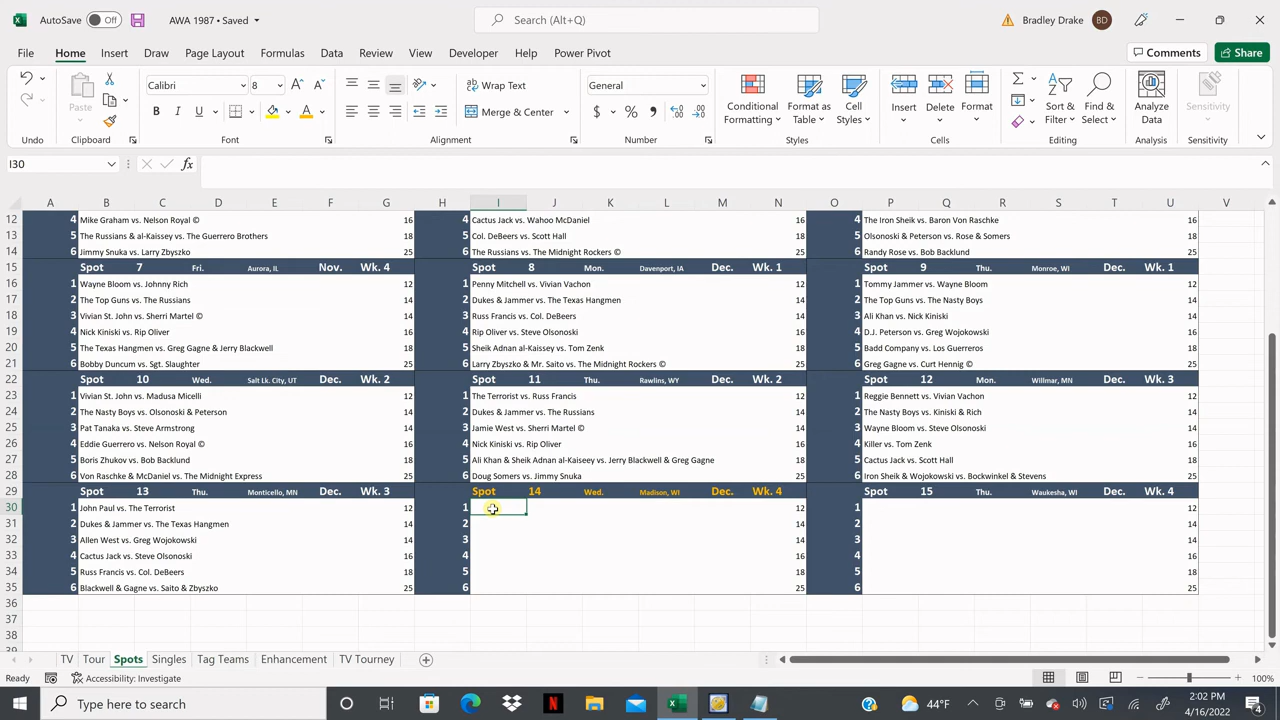 AutoSave Off AWA 1987 • Saved Search (Alt+Q) Bradley Drake BD
File Home Insert Draw Page Layout Formulas Data Review View Developer Help Power Pivot Comments Share
Calibri 8 Wrap Text General
Paste Merge & Center Conditional Formatting Format as Table Cell Styles Insert Delete Format Sort & Filter Find & Select Analyze Data Sensitivity
Undo Clipboard Font Alignment Number Styles Cells Editing Analysis Sensitivity
I30 fx
A B C D E F G H I J K L M N O P Q R S T U V
12 4 Mike Graham vs. Nelson Royal © 16 4 Cactus Jack vs. Wahoo McDaniel 16 4 The Iron Sheik vs. Baron Von Raschke 16
13 5 The Russians & al-Kaissey vs. The Guerrero Brothers 18 5 Col. DeBeers vs. Scott Hall 18 5 Olsonoski & Peterson vs. Rose & Somers 18
14 6 Jimmy Snuka vs. Larry Zbyszko 25 6 The Russians vs. The Midnight Rockers © 25 6 Randy Rose vs. Bob Backlund 25
15 Spot 7 Fri. Aurora, IL Nov. Wk. 4 Spot 8 Mon. Davenport, IA Dec. Wk. 1 Spot 9 Thu. Monroe, WI Dec. Wk. 1
16 1 Wayne Bloom vs. Johnny Rich 12 1 Penny Mitchell vs. Vivian Vachon 12 1 Tommy Jammer vs. Wayne Bloom 12
17 2 The Top Guns vs. The Russians 14 2 Dukes & Jammer vs. The Texas Hangmen 14 2 The Top Guns vs. The Nasty Boys 14
18 3 Vivian St. John vs. Sherri Martel © 14 3 Russ Francis vs. Col. DeBeers 14 3 Ali Khan vs. Nick Kiniski 14
19 4 Nick Kiniski vs. Rip Oliver 16 4 Rip Oliver vs. Steve Olsonoski 16 4 D.J. Peterson vs. Greg Wojokowski 16
20 5 The Texas Hangmen vs. Greg Gagne & Jerry Blackwell 18 5 Sheik Adnan al-Kaissey vs. Tom Zenk 18 5 Badd Company vs. Los Guerreros 18
21 6 Bobby Duncum vs. Sgt. Slaughter 25 6 Larry Zbyszko & Mr. Saito vs. The Midnight Rockers © 25 6 Greg Gagne vs. Curt Hennig © 25
22 Spot 10 Wed. Salt Lk. City, UT Dec. Wk. 2 Spot 11 Thu. Rawlins, WY Dec. Wk. 2 Spot 12 Mon. Willmar, MN Dec. Wk. 3
23 1 Vivian St. John vs. Madusa Micelli 12 1 The Terrorist vs. Russ Francis 12 1 Reggie Bennett vs. Vivian Vachon 12
24 2 The Nasty Boys vs. Olsonoski & Peterson 14 2 Dukes & Jammer vs. The Russians 14 2 The Nasty Boys vs. Kiniski & Rich 14
25 3 Pat Tanaka vs. Steve Armstrong 14 3 Jamie West vs. Sherri Martel © 14 3 Wayne Bloom vs. Steve Olsonoski 14
26 4 Eddie Guerrero vs. Nelson Royal © 16 4 Nick Kiniski vs. Rip Oliver 16 4 Killer vs. Tom Zenk 16
27 5 Boris Zhukov vs. Bob Backlund 18 5 Ali Khan & Sheik Adnan al-Kaiseey vs. Jerry Blackwell & Greg Gagne 18 5 Cactus Jack vs. Scott Hall 18
28 6 Von Raschke & McDaniel vs. The Midnight Express 25 6 Doug Somers vs. Jimmy Snuka 25 6 Iron Sheik & Wojokowski vs. Bockwinkel & Stevens 25
29 Spot 13 Thu. Monticello, MN Dec. Wk. 3 Spot 14 Wed. Madison, WI Dec. Wk. 4 Spot 15 Thu. Waukesha, WI Dec. Wk. 4
30 1 John Paul vs. The Terrorist 12 1 12 1 12
31 2 Dukes & Jammer vs. The Texas Hangmen 14 2 14 2 14
32 3 Allen West vs. Greg Wojokowski 14 3 14 3 14
33 4 Cactus Jack vs. Steve Olsonoski 16 4 16 4 16
34 5 Russ Francis vs. Col. DeBeers 18 5 18 5 18
35 6 Blackwell & Gagne vs. Saito & Zbyszko 25 6 25 6 25
36
37
38
39
TV Tour Spots Singles Tag Teams Enhancement TV Tourney
Ready Accessibility: Investigate 100%
Type here to search 44°F 2:02 PM
4/16/2022 4